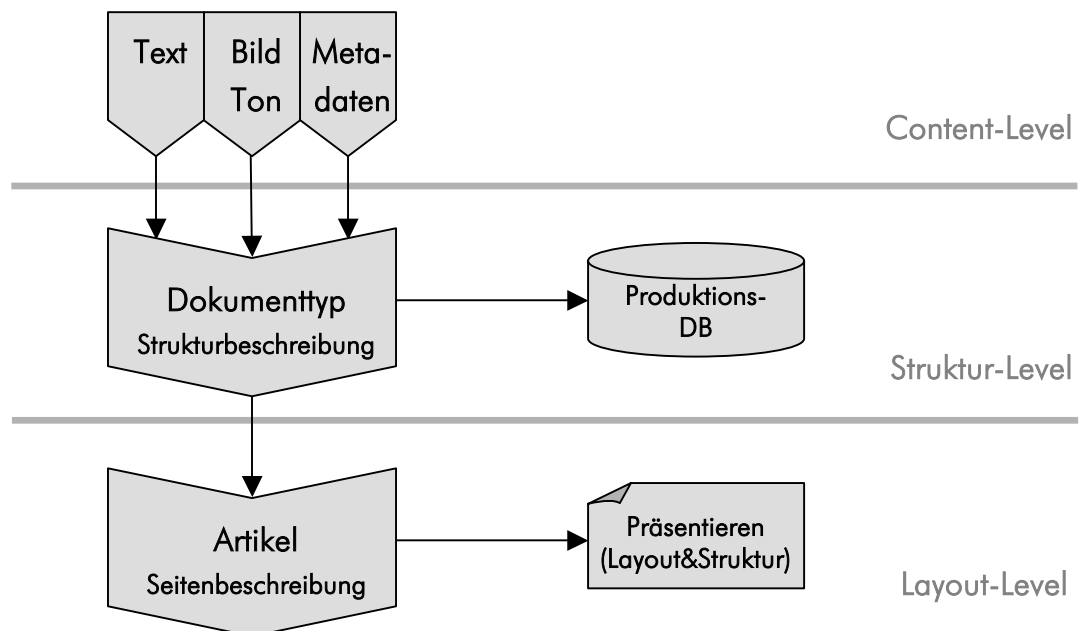 Text
Bild
Ton
Meta-
daten
Content-Level
Dokumenttyp
Strukturbeschreibung
Produktions-
DB
Struktur-Level
Artikel
Seitenbeschreibung
Präsentieren
(Layout&Struktur)
Layout-Level